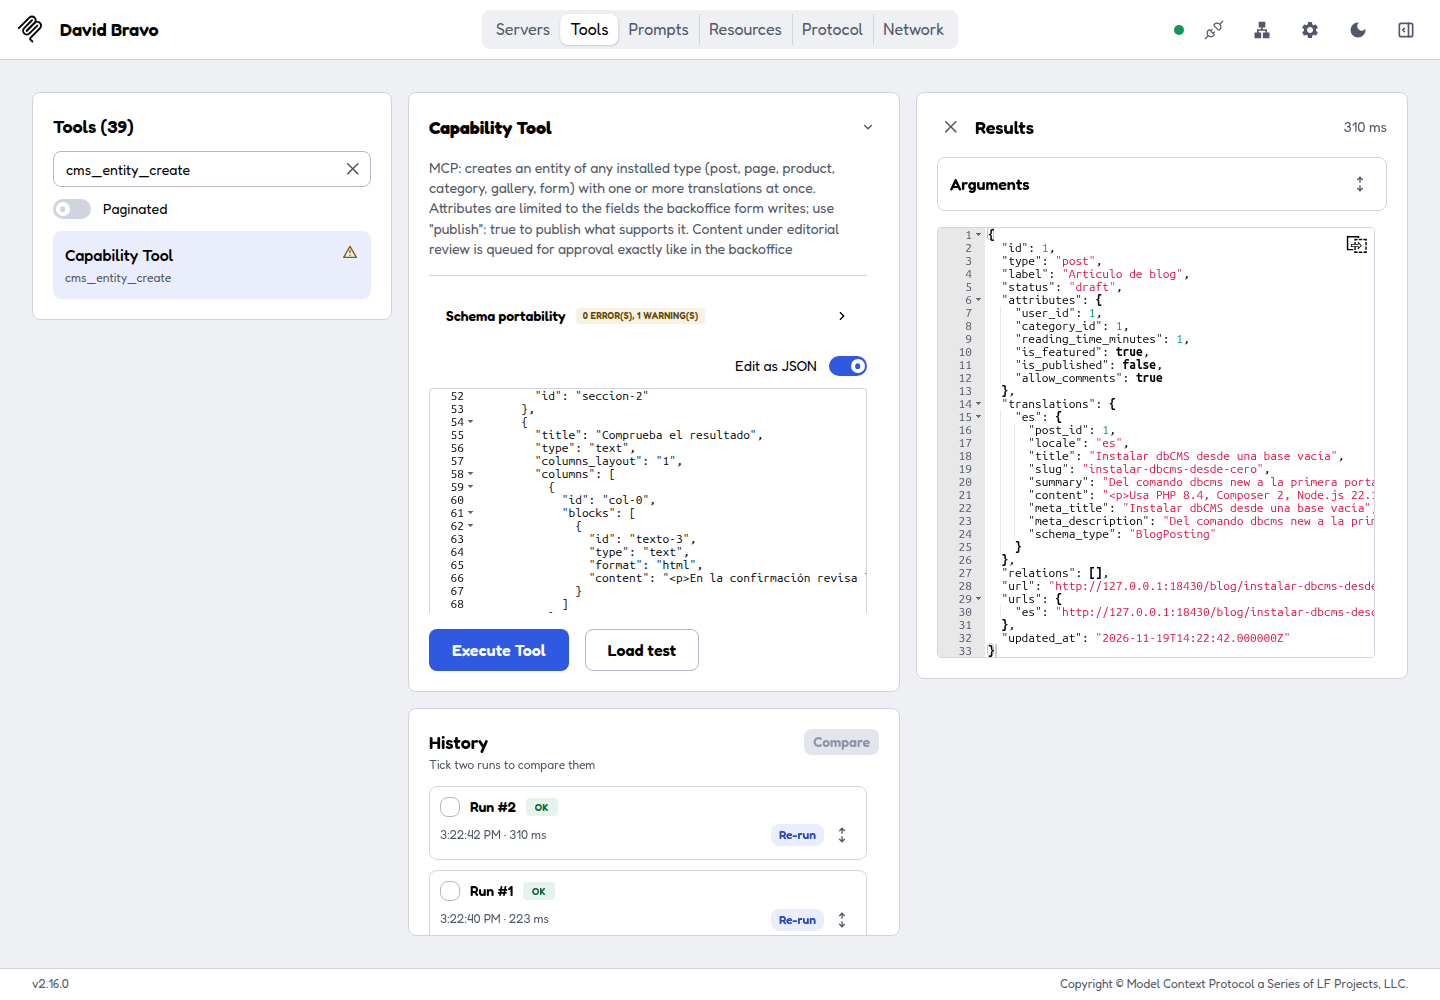 David Bravo
Servers
Tools
Prompts
Resources
Protocol
Network
Tools (39)
cms_entity_create
Paginated
Capability Tool
cms_entity_create
Capability Tool
MCP: creates an entity of any installed type (post, page, product,
category, gallery, form) with one or more translations at once.
Attributes are limited to the fields the backoffice form writes; use
"publish": true to publish what supports it. Content under editorial
review is queued for approval exactly like in the backoffice
Schema portability 0 ERROR(S), 1 WARNING(S)
Edit as JSON
52 "id": "seccion-2"
53 },
54 {
55 "title": "Comprueba el resultado",
56 "type": "text",
57 "columns_layout": "1",
58 "columns": [
59 {
60 "id": "col-0",
61 "blocks": [
62 {
63 "id": "texto-3",
64 "type": "text",
65 "format": "html",
66 "content": "<p>En la confirmación revisa
67 }
68 ]
Execute Tool
Load test
History
Compare
Tick two runs to compare them
Run #2 OK
3:22:42 PM · 310 ms
Re-run
Run #1 OK
3:22:40 PM · 223 ms
Re-run
Results
310 ms
Arguments
1 {
2 "id": 1,
3 "type": "post",
4 "label": "Artículo de blog",
5 "status": "draft",
6 "attributes": {
7 "user_id": 1,
8 "category_id": 1,
9 "reading_time_minutes": 1,
10 "is_featured": true,
11 "is_published": false,
12 "allow_comments": true
13 },
14 "translations": {
15 "es": {
16 "post_id": 1,
17 "locale": "es",
18 "title": "Instalar dbCMS desde una base vacía",
19 "slug": "instalar-dbcms-desde-cero",
20 "summary": "Del comando dbcms new a la primera porta
21 "content": "<p>Usa PHP 8.4, Composer 2, Node.js 22.1
22 "meta_title": "Instalar dbCMS desde una base vacía",
23 "meta_description": "Del comando dbcms new a la prim
24 "schema_type": "BlogPosting"
25 }
26 },
27 "relations": [],
28 "url": "http://127.0.0.1:18430/blog/instalar-dbcms-desde
29 "urls": {
30 "es": "http://127.0.0.1:18430/blog/instalar-dbcms-desd
31 },
32 "updated_at": "2026-11-19T14:22:42.000000Z"
33 }
v2.16.0
Copyright © Model Context Protocol a Series of LF Projects, LLC.